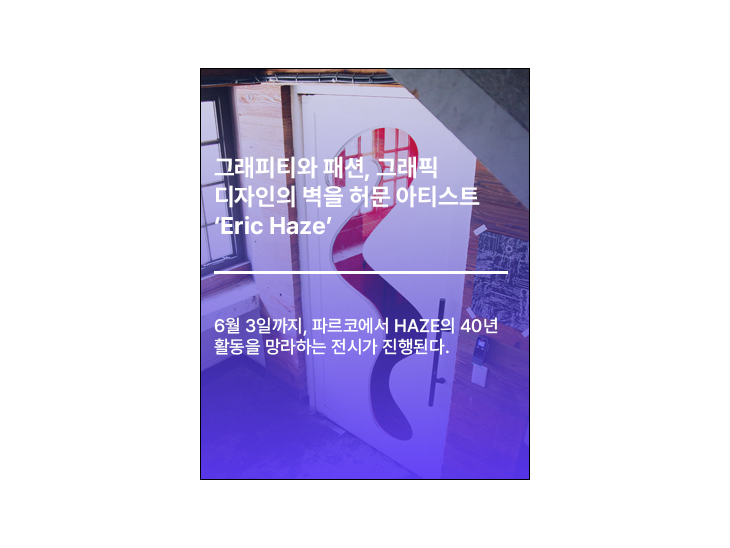 그래피티와 패션, 그래픽
디자인의 벽을 허문 아티스트
‘Eric Haze’
6월 3일까지, 파르코에서 HAZE의 40년
활동을 망라하는 전시가 진행된다.